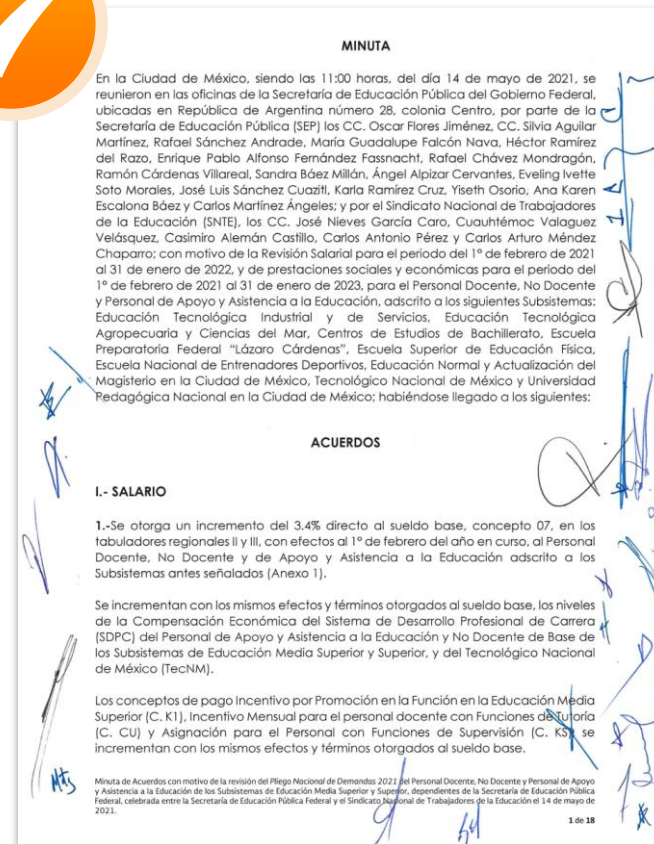 MINUTA
En la Ciudad de México, siendo las 11:00 horas, del día 14 de mayo de 2021, se
reunieron en las oficinas de la Secretaría de Educación Pública del Gobierno Federal,
ubicadas en República de Argentina número 28, colonia Centro, por parte de la
Secretaría de Educación Pública (SEP) los CC. Oscar Flores Jiménez, CC. Silvia Aguilar
Martínez, Rafael Sánchez Andrade, María Guadalupe Falcón Nava, Héctor Ramírez
del Razo, Enrique Pablo Alfonso Fernández Fassnacht, Rafael Chávez Mondragón,
Ramón Cárdenas Villareal, Sandra Báez Millán, Ángel Alpizar Cervantes, Eveling Ivette
Soto Morales, José Luis Sánchez Cuazitl, Karla Ramírez Cruz, Yiseth Osorio, Ana Karen
Escalona Báez y Carlos Martínez Ángeles; y por el Sindicato Nacional de Trabajadores
de la Educación (SNTE), los CC. José Nieves García Caro, Cuauhtémoc Valaguez
Velásquez, Casimiro Alemán Castillo, Carlos Antonio Pérez y Carlos Arturo Méndez
Chaparro; con motivo de la Revisión Salarial para el periodo del 1° de febrero de 2021
al 31 de enero de 2022, y de prestaciones sociales y económicas para el periodo del
1° de febrero de 2021 al 31 de enero de 2023, para el Personal Docente, No Docente
y Personal de Apoyo y Asistencia a la Educación, adscrito a los siguientes Subsistemas:
Educación Tecnológica Industrial y de Servicios, Educación Tecnológica
Agropecuaria y Ciencias del Mar, Centros de Estudios de Bachillerato, Escuela
Preparatoria Federal "Lázaro Cárdenas", Escuela Superior de Educación Física,
Escuela Nacional de Entrenadores Deportivos, Educación Normal y Actualización del
Magisterio en la Ciudad de México, Tecnológico Nacional de México y Universidad
Pedagógica Nacional en la Ciudad de México; habiéndose llegado a los siguientes:
ACUERDOS
I.- SALARIO
1.-Se otorga un incremento del 3.4% directo al sueldo base, concepto 07, en los
tabuladores regionales II y III, con efectos al 1° de febrero del año en curso, al Personal
Docente, No Docente y de Apoyo y Asistencia a la Educación adscrito a los
Subsistemas antes señalados (Anexo 1).
Se incrementan con los mismos efectos y términos otorgados al sueldo base, los niveles
de la Compensación Económica del Sistema de Desarrollo Profesional de Carrera
(SDPC) del Personal de Apoyo y Asistencia a la Educación y No Docente de Base de
los Subsistemas de Educación Media Superior y Superior, y del Tecnológico Nacional
de México (TecNM).
Los conceptos de pago Incentivo por Promoción en la Función en la Educación Media
Superior (C. K1), Incentivo Mensual para el personal docente con Funciones de Tutoría
(C. CU) y Asignación para el Personal con Funciones de Supervisión (C. KS) se
incrementan con los mismos efectos y términos otorgados al sueldo base.
Minuta de Acuerdos con motivo de la revisión del Pliego Nacional de Demandas 2021 del Personal Docente, No Docente y Personal de Apoyo
y Asistencia a la Educación de los Subsistemas de Educación Media Superior y Superior, dependientes de la Secretaría de Educación Pública
Federal, celebrada entre la Secretaría de Educación Pública Federal y el Sindicato Nacional de Trabajadores de la Educación el 14 de mayo de
2021.
1 de 18